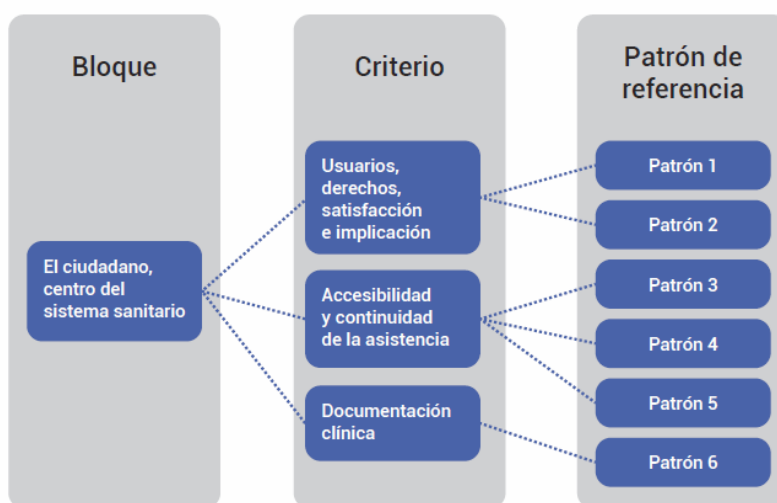 Bloque
Criterio
Patrón de
referencia
El ciudadano,
centro del
sistema sanitario
Usuarios,
derechos,
satisfacción
e implicación
Accesibilidad
y continuidad
de la asistencia
Documentación
clínica
Patrón 1
Patrón 2
Patrón 3
Patrón 4
Patrón 5
Patrón 6